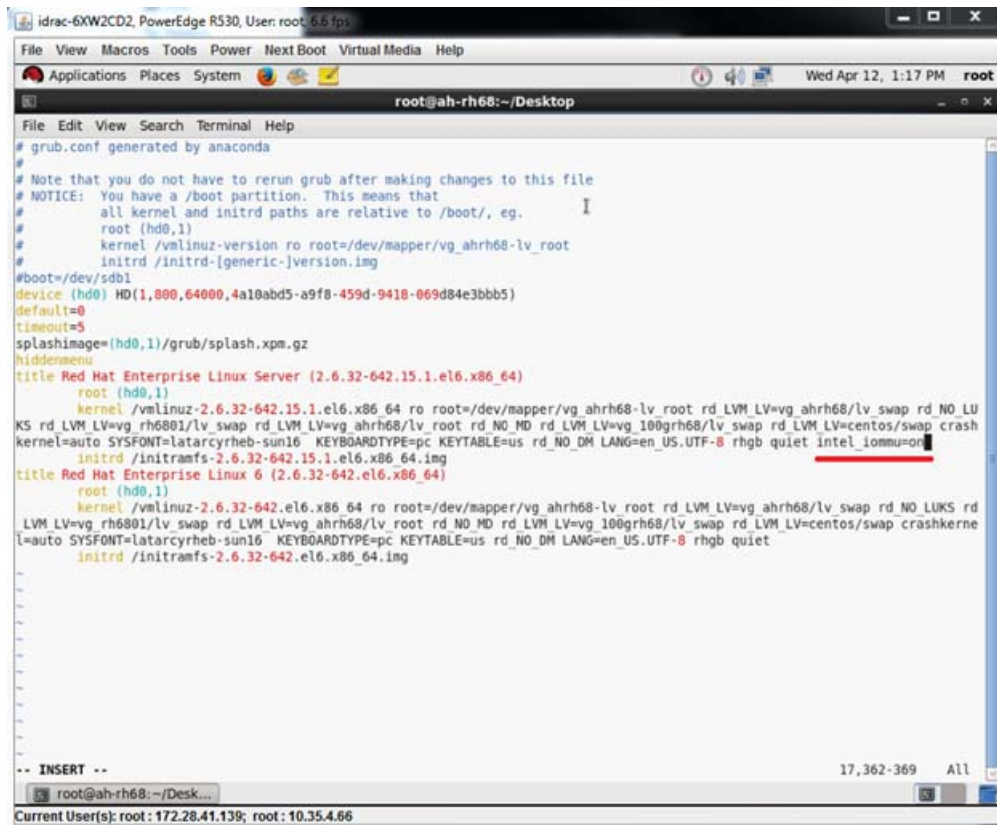 idrac-6XW2CD2, PowerEdge R530, User: root, 6.6 fps
File View Macros Tools Power Next Boot Virtual Media Help
Applications Places System Wed Apr 12, 1:17 PM root
root@ah-rh68:~/Desktop
File Edit View Search Terminal Help
# grub.conf generated by anaconda
#
# Note that you do not have to rerun grub after making changes to this file
# NOTICE: You have a /boot partition. This means that
# all kernel and initrd paths are relative to /boot/, eg.
# root (hd0,1)
# kernel /vmlinuz-version ro root=/dev/mapper/vg_ahrh68-lv_root
# initrd /initrd-[generic-]version.img
#boot=/dev/sdb1
device (hd0) HD(1,800,64000,4a10abd5-a9f8-459d-9418-069d84e3bbb5)
default=0
timeout=5
splashimage=(hd0,1)/grub/splash.xpm.gz
hiddenmenu
title Red Hat Enterprise Linux Server (2.6.32-642.15.1.el6.x86_64)
root (hd0,1)
kernel /vmlinuz-2.6.32-642.15.1.el6.x86_64 ro root=/dev/mapper/vg_ahrh68-lv_root rd_LVM_LV=vg_ahrh68/lv_swap rd_NO_LU
KS rd_LVM_LV=vg_rh6801/lv_swap rd_LVM_LV=vg_ahrh68/lv_root rd_NO_MD rd_LVM_LV=vg_100grh68/lv_swap rd_LVM_LV=centos/swap crash
kernel=auto SYSFONT=latarcyrheb-sun16 KEYBOARDTYPE=pc KEYTABLE=us rd_NO_DM LANG=en_US.UTF-8 rhgb quiet intel_iommu=on
initrd /initramfs-2.6.32-642.15.1.el6.x86_64.img
title Red Hat Enterprise Linux 6 (2.6.32-642.el6.x86_64)
root (hd0,1)
kernel /vmlinuz-2.6.32-642.el6.x86_64 ro root=/dev/mapper/vg_ahrh68-lv_root rd_LVM_LV=vg_ahrh68/lv_swap rd_NO_LUKS rd
_LVM_LV=vg_rh6801/lv_swap rd_LVM_LV=vg_ahrh68/lv_root rd_NO_MD rd_LVM_LV=vg_100grh68/lv_swap rd_LVM_LV=centos/swap crashkerne
l=auto SYSFONT=latarcyrheb-sun16 KEYBOARDTYPE=pc KEYTABLE=us rd_NO_DM LANG=en_US.UTF-8 rhgb quiet
initrd /initramfs-2.6.32-642.el6.x86_64.img
~
~
~
~
~
~
~
~
~
~
~
~
-- INSERT -- 17,362-369 All
root@ah-rh68:~/Desk...
Current User(s): root : 172.28.41.139; root : 10.35.4.66